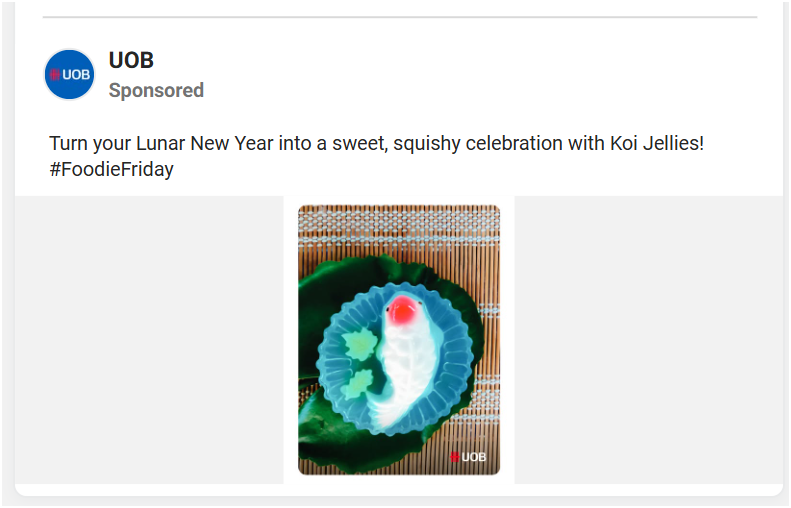 UOB
UOB
Sponsored
Turn your Lunar New Year into a sweet, squishy celebration with Koi Jellies!
#FoodieFriday
UOB